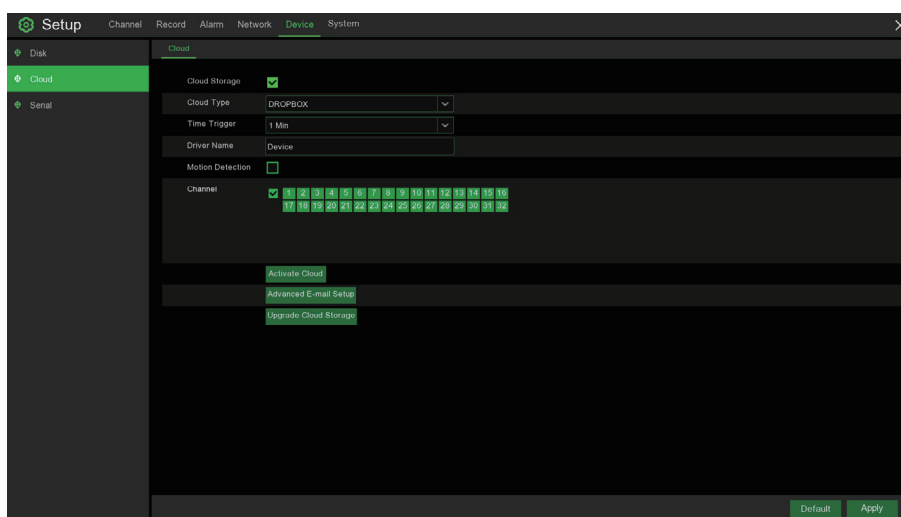 Setup Channel Record Alarm Network Device System
Disk
Cloud
Serial
Cloud
Cloud Storage
Cloud Type DROPBOX
Time Trigger 1 Min
Driver Name Device
Motion Detection
Channel 1 2 3 4 5 6 7 8 9 10 11 12 13 14 15 16
17 18 19 20 21 22 23 24 25 26 27 28 29 30 31 32
Activate Cloud
Advanced E-mail Setup
Upgrade Cloud Storage
Default Apply